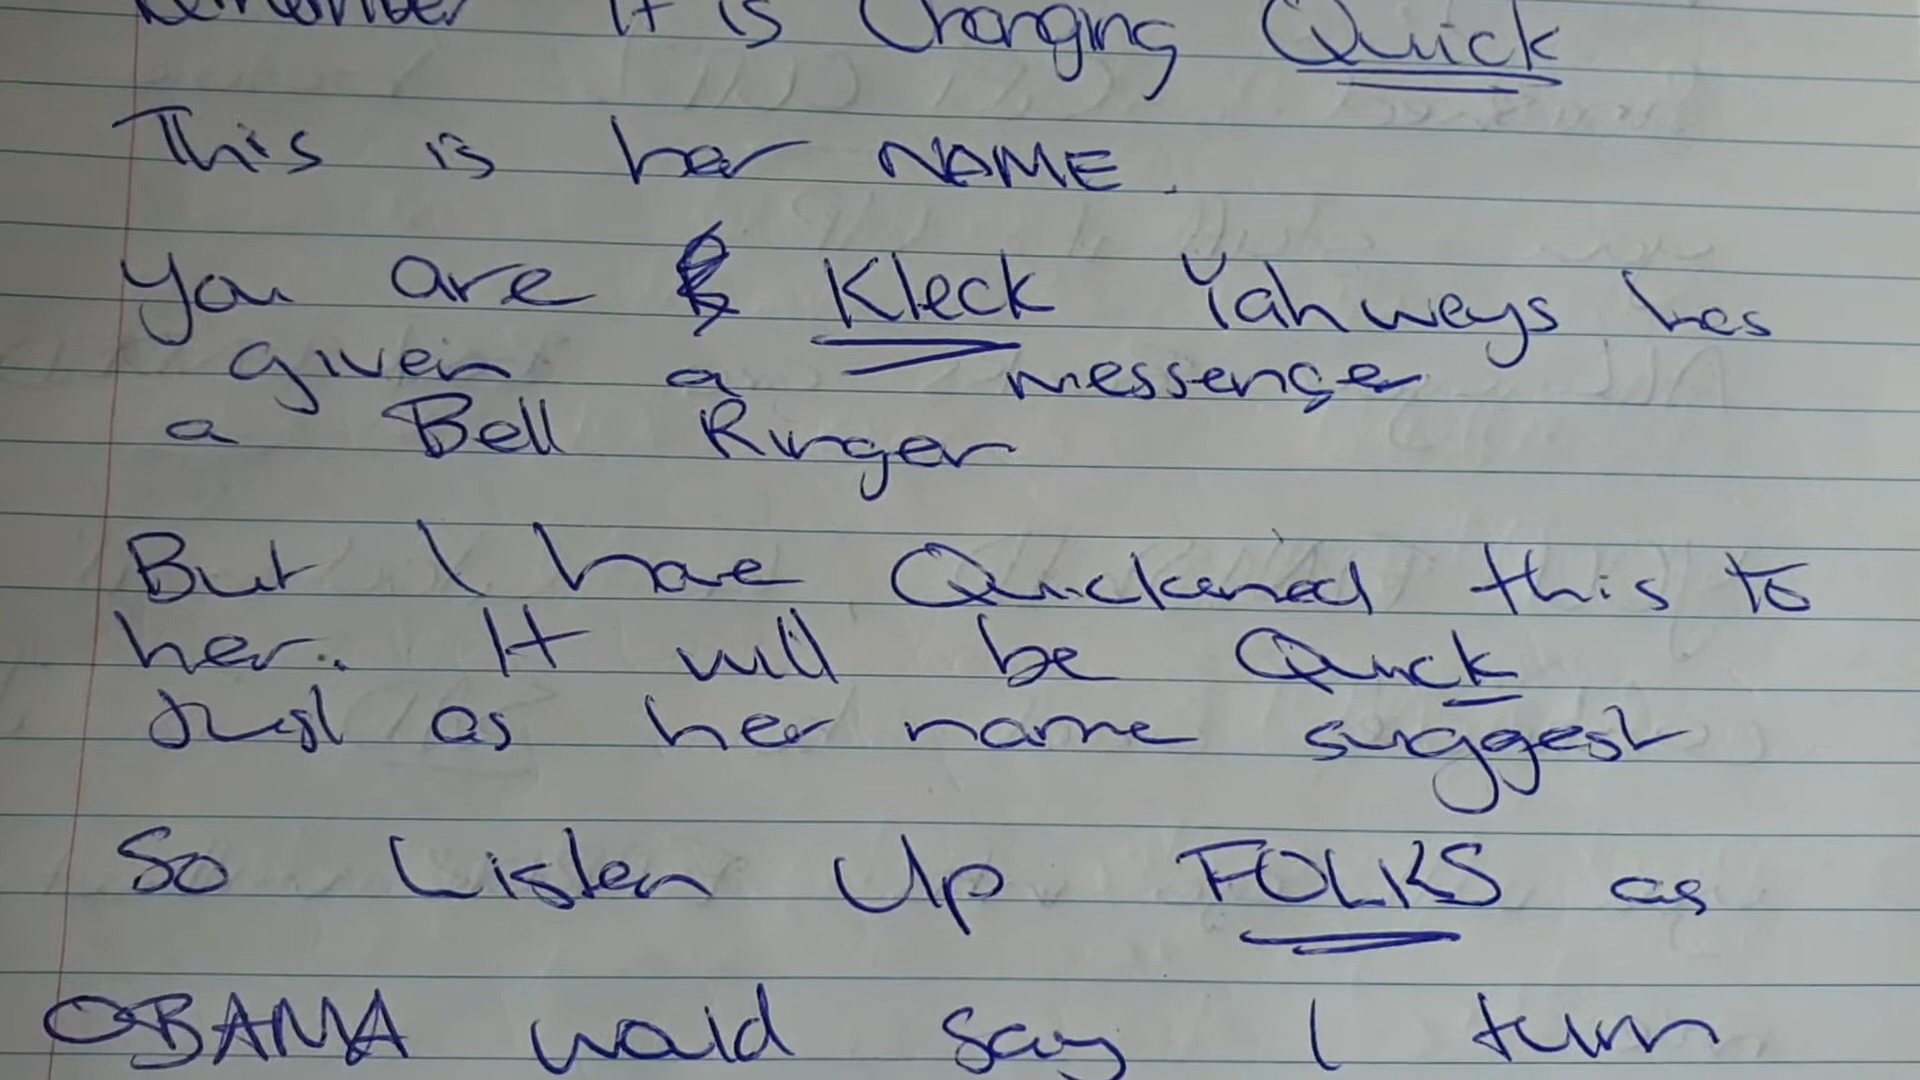 Remember It is Changing Quick
This is her NAME.
You are Kleck Yahweys has
given a messenge
a Bell Ringer
But I have Quickened this to
her.. It will be Quick
Just as her name suggest
So Listen Up FOLKS as
OBAMA would say I turn